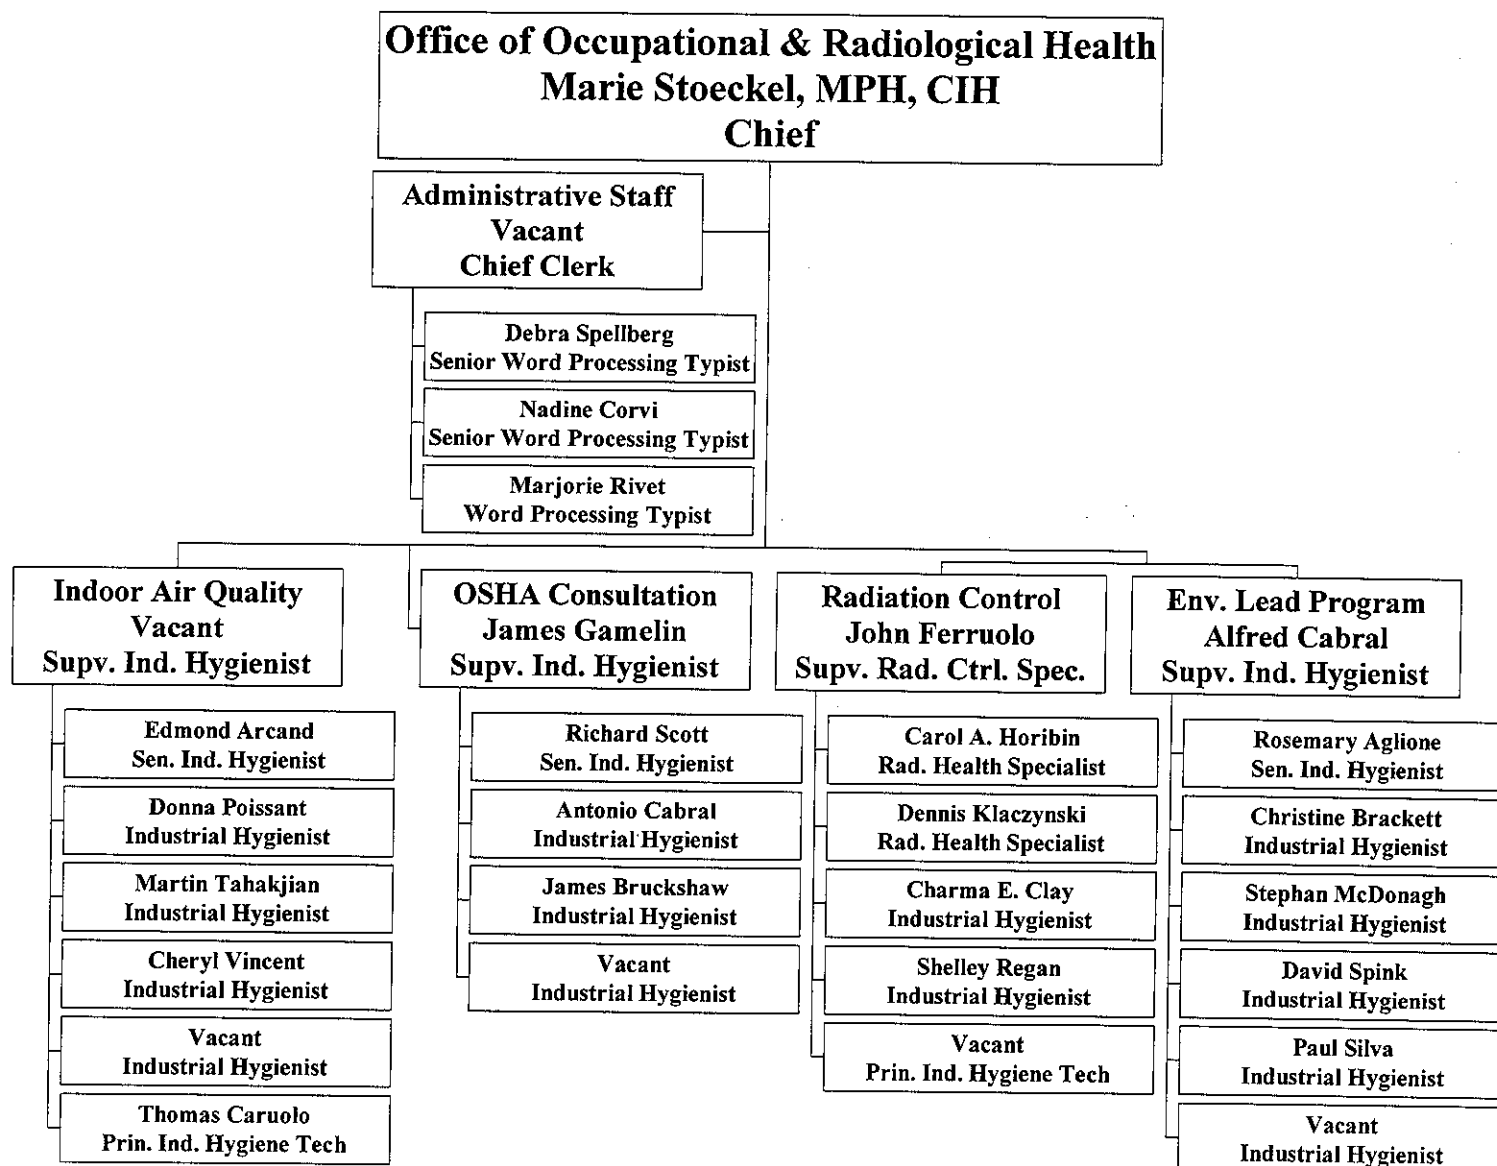 Office of Occupational & Radiological Health
Marie Stoeckel, MPH, CIH
Chief
Administrative Staff
Vacant
Chief Clerk
Debra Spellberg
Senior Word Processing Typist
Nadine Corvi
Senior Word Processing Typist
Marjorie Rivet
Word Processing Typist
Indoor Air Quality
Vacant
Supv. Ind. Hygienist
Edmond Arcand
Sen. Ind. Hygienist
Donna Poissant
Industrial Hygienist
Martin Tahakjian
Industrial Hygienist
Cheryl Vincent
Industrial Hygienist
Vacant
Industrial Hygienist
Thomas Caruolo
Prin. Ind. Hygiene Tech
OSHA Consultation
James Gamelin
Supv. Ind. Hygienist
Richard Scott
Sen. Ind. Hygienist
Antonio Cabral
Industrial Hygienist
James Bruckshaw
Industrial Hygienist
Vacant
Industrial Hygienist
Radiation Control
John Ferruolo
Supv. Rad. Ctrl. Spec.
Carol A. Horibin
Rad. Health Specialist
Dennis Klaczynski
Rad. Health Specialist
Charma E. Clay
Industrial Hygienist
Shelley Regan
Industrial Hygienist
Vacant
Prin. Ind. Hygiene Tech
Env. Lead Program
Alfred Cabral
Supv. Ind. Hygienist
Rosemary Aglione
Sen. Ind. Hygienist
Christine Brackett
Industrial Hygienist
Stephan McDonagh
Industrial Hygienist
David Spink
Industrial Hygienist
Paul Silva
Industrial Hygienist
Vacant
Industrial Hygienist